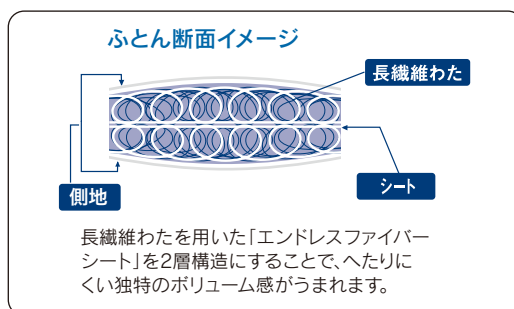 ふとん断面イメージ
長繊維わた
シート
側地
長繊維わたを用いた「エンドレスファイバー
シート」を2層構造にすることで、へたりに
くい独特のボリューム感がうまれます。